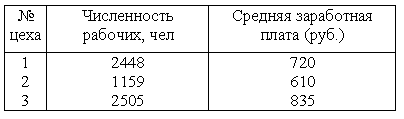 № Численность Средняя заработная
цеха рабочих, чел плата (руб.)
1 2448 720
2 1159 610
3 2505 835